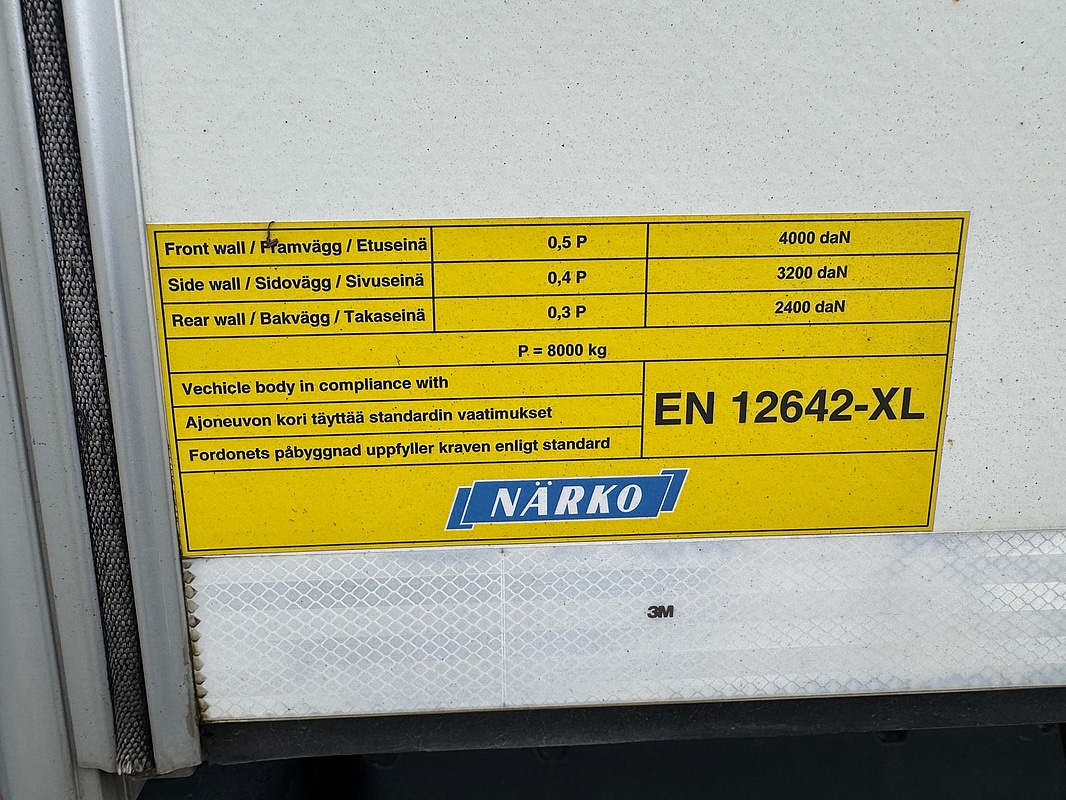 Front wall / Framvägg / Etuseinä 0,5 P 4000 daN
Side wall / Sidovägg / Sivuseinä 0,4 P 3200 daN
Rear wall / Bakvägg / Takaseinä 0,3 P 2400 daN
P = 8000 kg
Vechicle body in compliance with
Ajoneuvon kori täyttää standardin vaatimukset
Fordonets påbyggnad uppfyller kraven enligt standard
EN 12642-XL
NÄRKO
3M